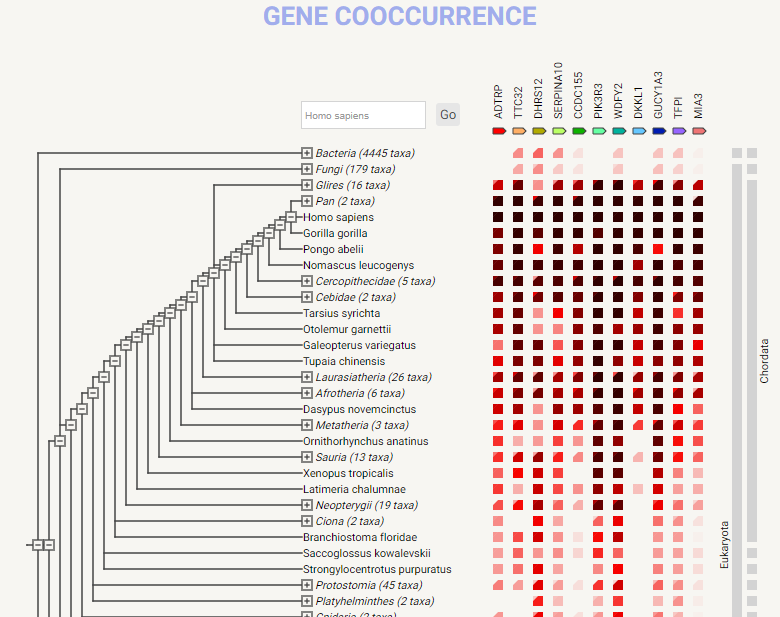 GENE COOCCURRENCE
ADTRP
TTC32
DHRS12
SERPINA10
CCDC155
PIK3R3
WDFY2
DKKL1
GUCY1A3
TFPI
MIA3
Homo sapiens
Go
Bacteria (4445 taxa)
Fungi (179 taxa)
Glires (16 taxa)
Pan (2 taxa)
Homo sapiens
Gorilla gorilla
Pongo abelii
Nomascus leucogenys
Cercopithecidae (5 taxa)
Cebidae (2 taxa)
Tarsius syrichta
Otolemur garnettii
Galeopterus variegatus
Tupaia chinensis
Laurasiatheria (26 taxa)
Afrotheria (6 taxa)
Dasypus novemcinctus
Metatheria (3 taxa)
Ornithorhynchus anatinus
Sauria (13 taxa)
Xenopus tropicalis
Latimeria chalumnae
Neopterygii (19 taxa)
Ciona (2 taxa)
Branchiostoma floridae
Saccoglossus kowalevskii
Strongylocentrotus purpuratus
Protostomia (45 taxa)
Platyhelminthes (2 taxa)
Eukaryota
Chordata